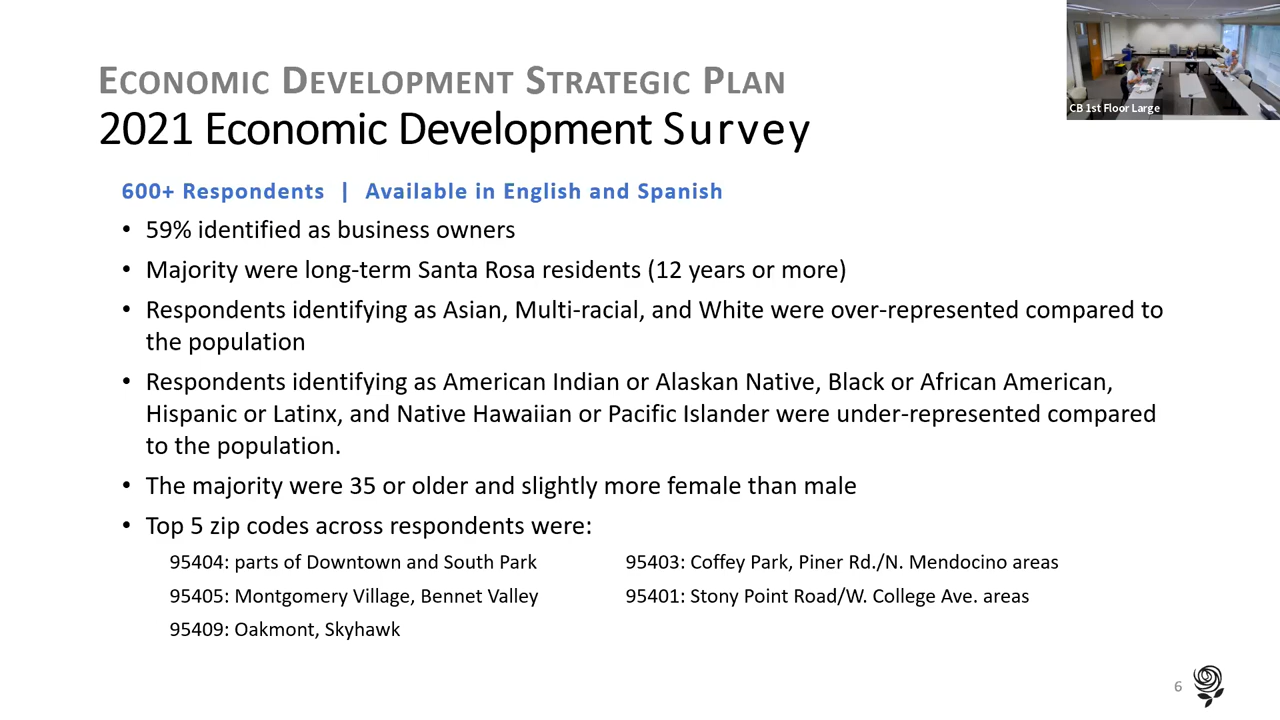 ECONOMIC DEVELOPMENT STRATEGIC PLAN
2021 Economic Development Survey
CB 1st Floor Large
600+ Respondents | Available in English and Spanish
• 59% identified as business owners
• Majority were long-term Santa Rosa residents (12 years or more)
• Respondents identifying as Asian, Multi-racial, and White were over-represented compared to
the population
• Respondents identifying as American Indian or Alaskan Native, Black or African American,
Hispanic or Latinx, and Native Hawaiian or Pacific Islander were under-represented compared
to the population.
• The majority were 35 or older and slightly more female than male
• Top 5 zip codes across respondents were:
95404: parts of Downtown and South Park
95405: Montgomery Village, Bennet Valley
95409: Oakmont, Skyhawk
95403: Coffey Park, Piner Rd./N. Mendocino areas
95401: Stony Point Road/W. College Ave. areas
6